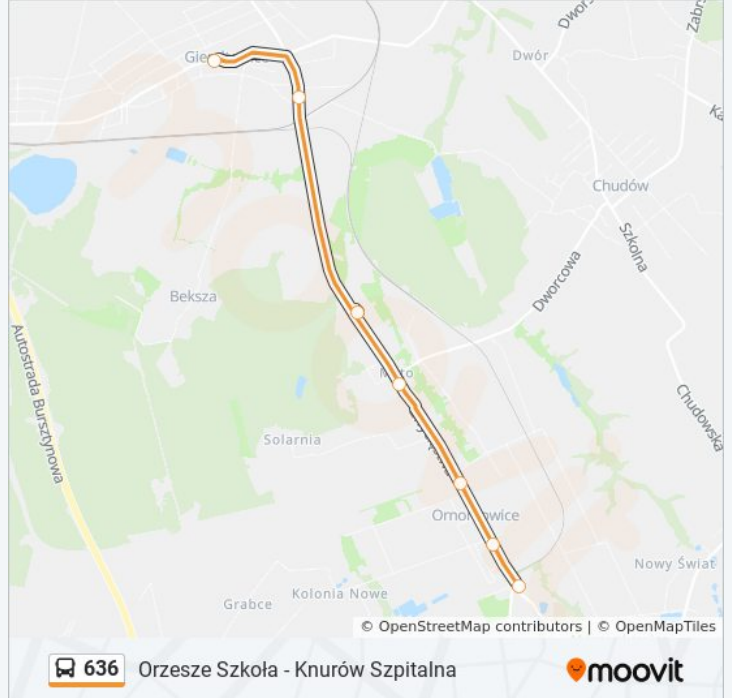 Dwór
Chudów
Szkolna
Dworcowa
Beksza
Autostrada Bursztynowa
Chudowska
Solarnia
Nowy Świat
Kolonia Nowe
Grabce
© OpenStreetMap contributors | © OpenMapTiles
636 Orzesze Szkoła - Knurów Szpitalna
moovit